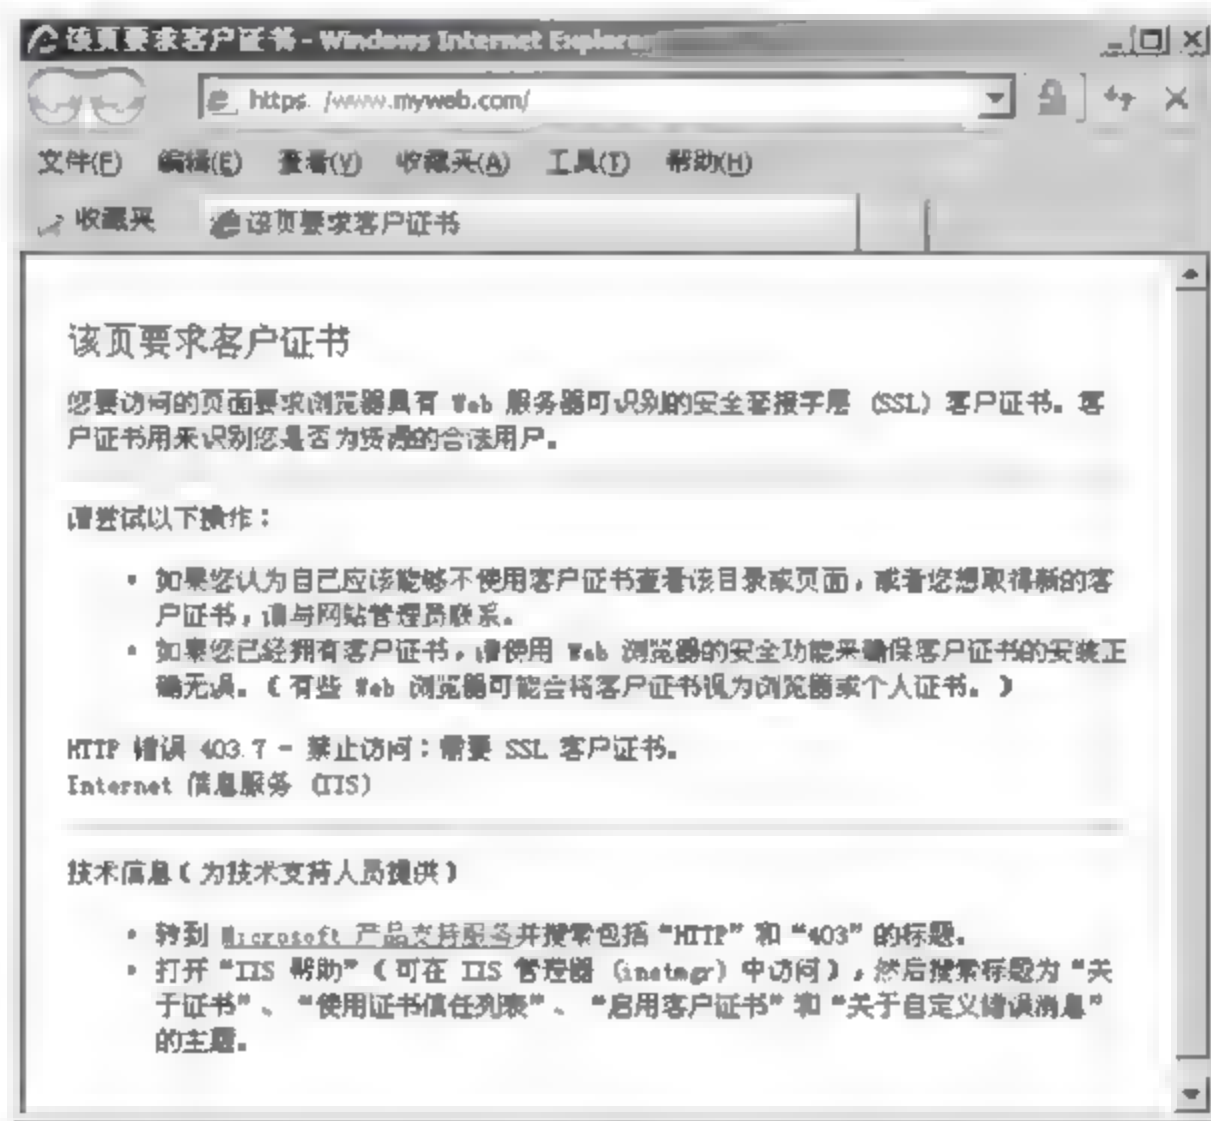 该页要求客户证书 - Windows Internet Explorer
https: /www.myweb.com/
文件(F) 编辑(E) 查看(V) 收藏夹(A) 工具(T) 帮助(H)
收藏夹 该页要求客户证书
该页要求客户证书
您要访问的页面要求浏览器具有 Web 服务器可识别的安全套接字层 (SSL) 客户证书。客
户证书用来识别您是否为资源的合法用户。
请尝试以下操作：
• 如果您认为自己应该能够不使用客户证书查看该目录或页面，或者您想取得新的客
户证书，请与网站管理员联系。
• 如果您已经拥有客户证书，请使用 Web 浏览器的安全功能来确保客户证书的安装正
确无误。（有些 Web 浏览器可能会将客户证书视为浏览器或个人证书。）
HTTP 错误 403.7 - 禁止访问：需要 SSL 客户证书。
Internet 信息服务 (IIS)
技术信息（为技术支持人员提供）
• 转到 Microsoft 产品支持服务并搜索包括“HTTP”和“403”的标题。
• 打开“IIS 帮助”（可在 IIS 管理器 (inetmgr) 中访问），然后搜索标题为“关
于证书”、“使用证书信任列表”、“启用客户证书”和“关于自定义错误消息”
的主题。